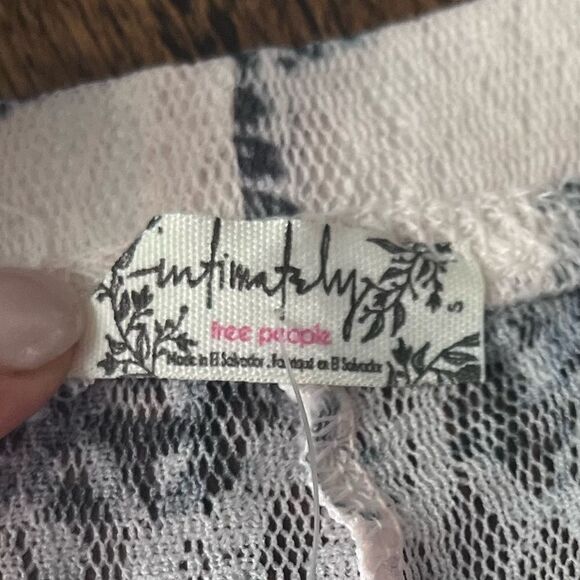 intimately
free people
Made in El Salvador . Fabriqué en El Salvador
S